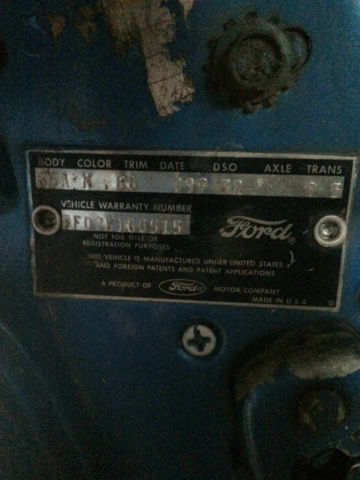 BODY COLOR TRIM DATE DSO AXLE TRANS
VEHICLE WARRANTY NUMBER
NOT FOR TITLE OR
REGISTRATION PURPOSES
Ford
THIS VEHICLE IS MANUFACTURED UNDER UNITED STATES
AND FOREIGN PATENTS AND PATENT APPLICATIONS
A PRODUCT OF Ford MOTOR COMPANY
MADE IN U.S.A